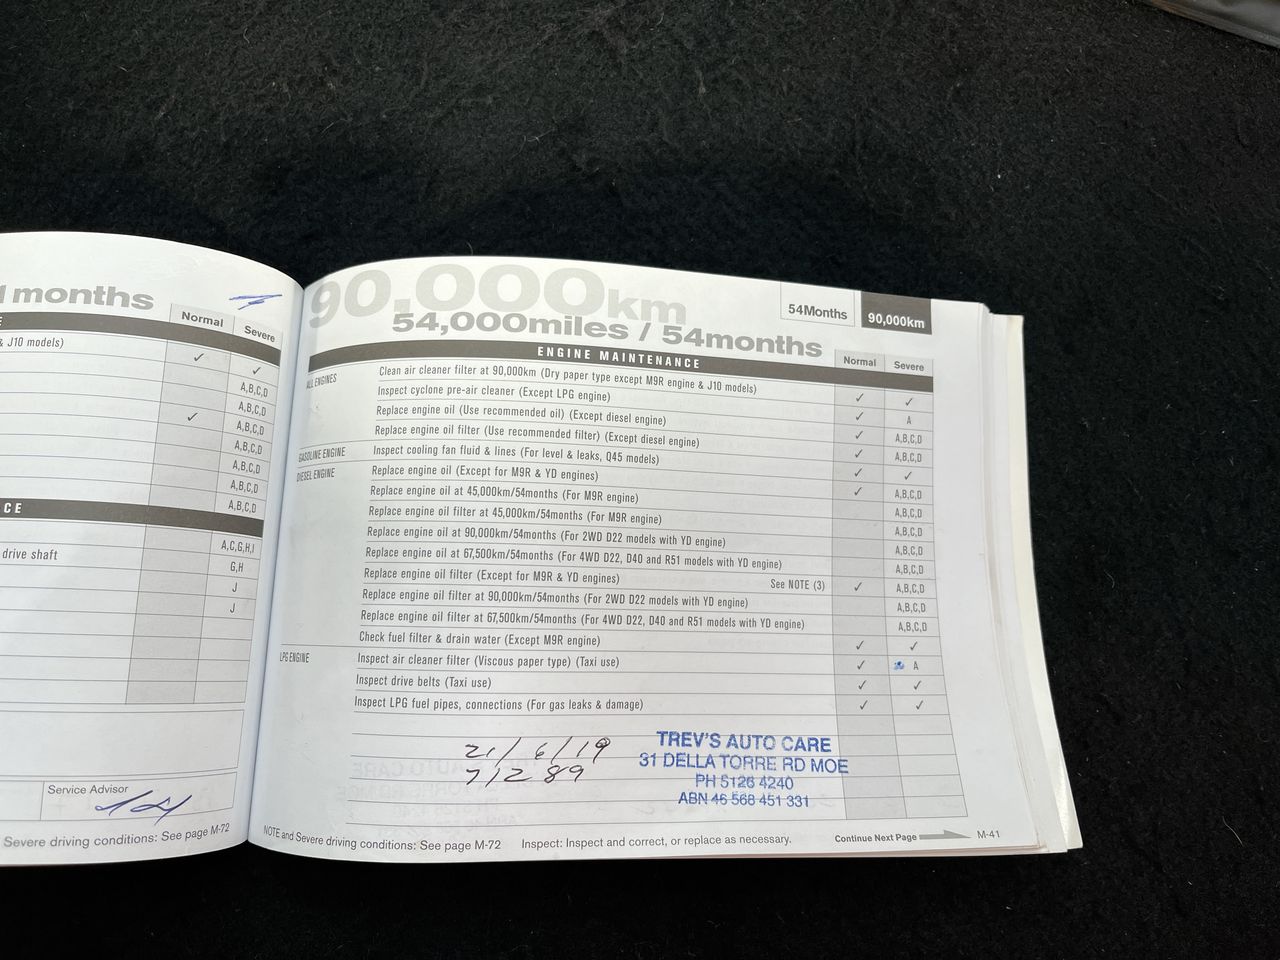 1 months
Normal
Severe
& J10 models)
✓
✓
A,B,C,D
A,B,C,D
✓
A,B,C,D
A,B,C,D
A,B,C,D
A,B,C,D
A,B,C,D
CE
A,C,G,H,I
drive shaft
G,H
J
J
Service Advisor
Severe driving conditions: See page M-72
90,000km
54,000miles / 54months
54Months
90,000km
ENGINE MAINTENANCE
Normal
Severe
ALL ENGINES
Clean air cleaner filter at 90,000km (Dry paper type except M9R engine & J10 models)
✓ ✓
Inspect cyclone pre-air cleaner (Except LPG engine)
✓ A
Replace engine oil (Use recommended oil) (Except diesel engine)
✓ A,B,C,D
Replace engine oil filter (Use recommended filter) (Except diesel engine)
✓ A,B,C,D
GASOLINE ENGINE
Inspect cooling fan fluid & lines (For level & leaks, Q45 models)
✓ ✓
DIESEL ENGINE
Replace engine oil (Except for M9R & YD engines)
✓ A,B,C,D
Replace engine oil at 45,000km/54months (For M9R engine)
A,B,C,D
Replace engine oil at 45,000km/54months (For M9R engine)
A,B,C,D
Replace engine oil at 90,000km/54months (For 2WD D22 models with YD engine)
A,B,C,D
Replace engine oil at 67,500km/54months (For 4WD D22, D40 and R51 models with YD engine)
A,B,C,D
Replace engine oil filter (Except for M9R & YD engines) See NOTE (3)
✓ A,B,C,D
Replace engine oil filter at 90,000km/54months (For 2WD D22 models with YD engine)
A,B,C,D
Replace engine oil filter at 67,500km/54months (For 4WD D22, D40 and R51 models with YD engine)
A,B,C,D
Check fuel filter & drain water (Except M9R engine)
✓ ✓
LPG ENGINE
Inspect air cleaner filter (Viscous paper type) (Taxi use)
✓ A
Inspect drive belts (Taxi use)
✓ ✓
Inspect LPG fuel pipes, connections (For gas leaks & damage)
✓ ✓
21/6/19
71289
TREV'S AUTO CARE
31 DELLA TORRE RD MOE
PH 5126 4240
ABN 46 568 451 331
NOTE and Severe driving conditions: See page M-72 Inspect: Inspect and correct, or replace as necessary.
Continue Next Page
M-41